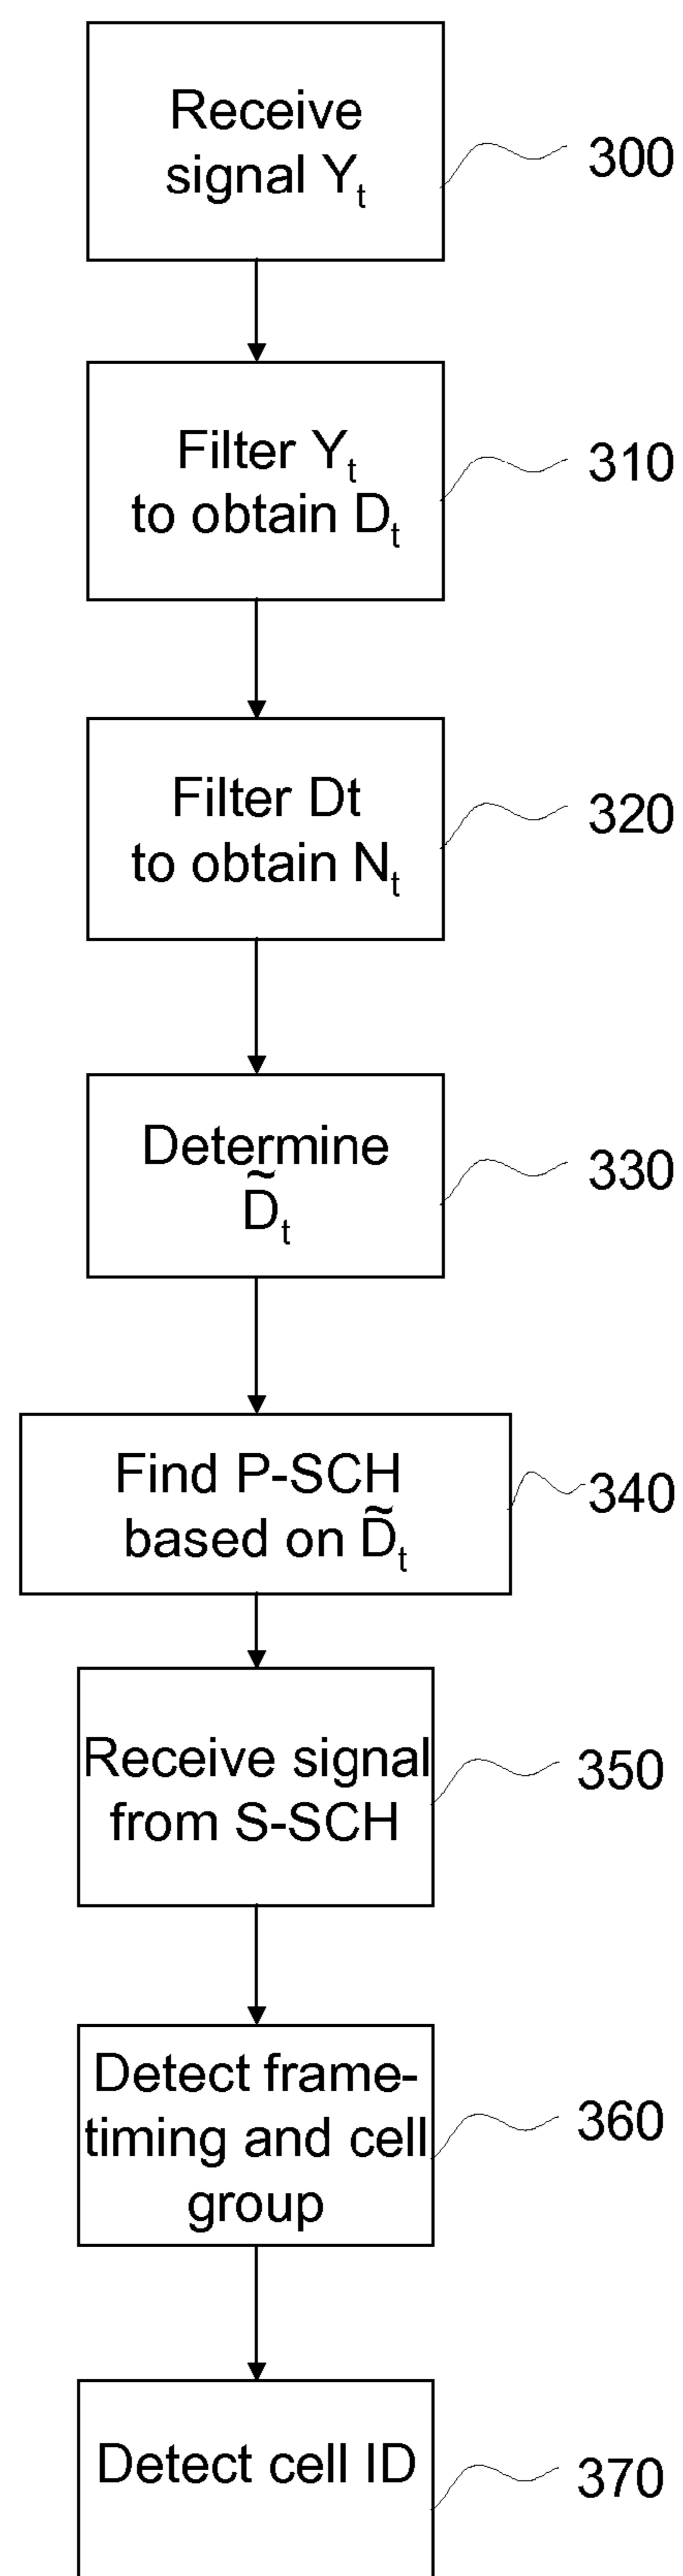 Receive
signal Yₜ
300
Filter Yₜ
to obtain Dₜ
310
Filter Dt
to obtain Nₜ
320
Determine
D̃ₜ
330
Find P-SCH
based on D̃ₜ
340
Receive signal
from S-SCH
350
Detect frame-
timing and cell
group
360
Detect cell ID
370